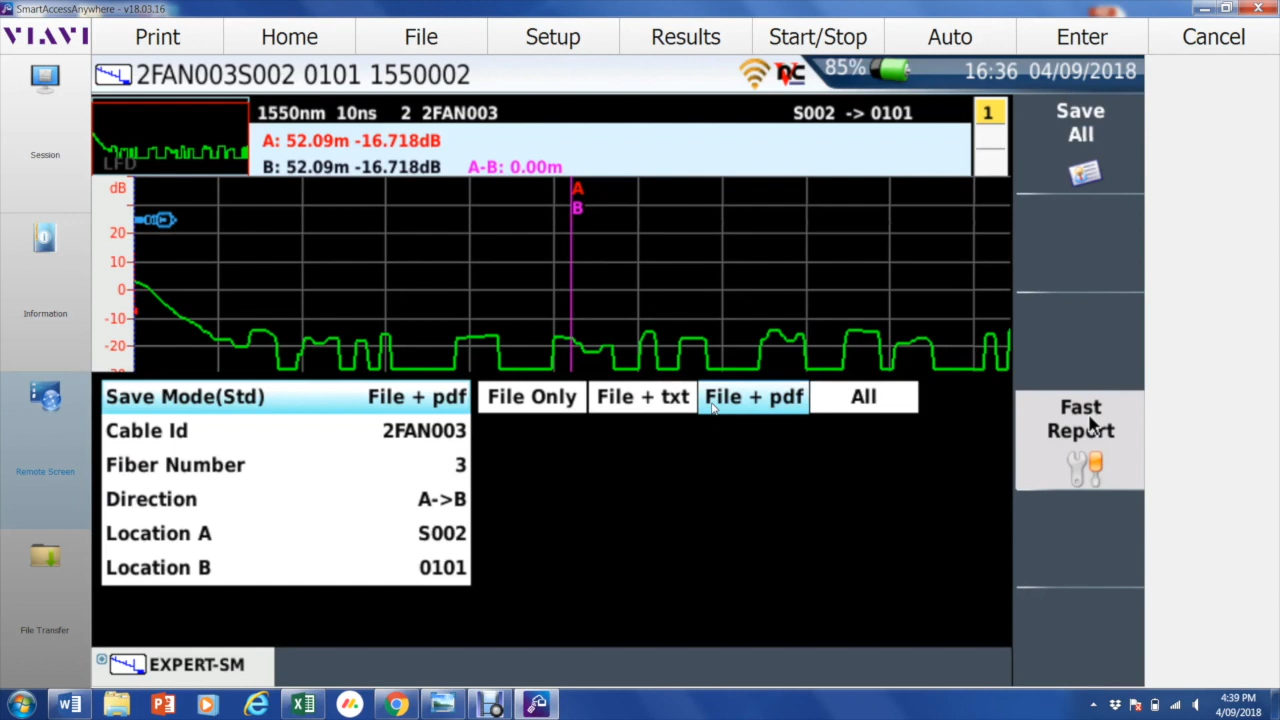 SmartAccessAnywhere - v18.03.16
VIAVI
Print Home File Setup Results Start/Stop Auto Enter Cancel
2FAN003S002 0101 1550002
85% 16:36 04/09/2018
1550nm 10ns 2 2FAN003 S002 -> 0101 1
A: 52.09m -16.718dB
B: 52.09m -16.718dB A-B: 0.00m
LFD
Save
All
Session
dB
A
B
20
10
0
-10
-20
Information
Save Mode(Std) File + pdf
File Only File + txt File + pdf All
Cable Id 2FAN003
Fiber Number 3
Direction A->B
Location A S002
Location B 0101
Fast
Report
Remote Screen
File Transfer
EXPERT-SM
4:39 PM
4/09/2018